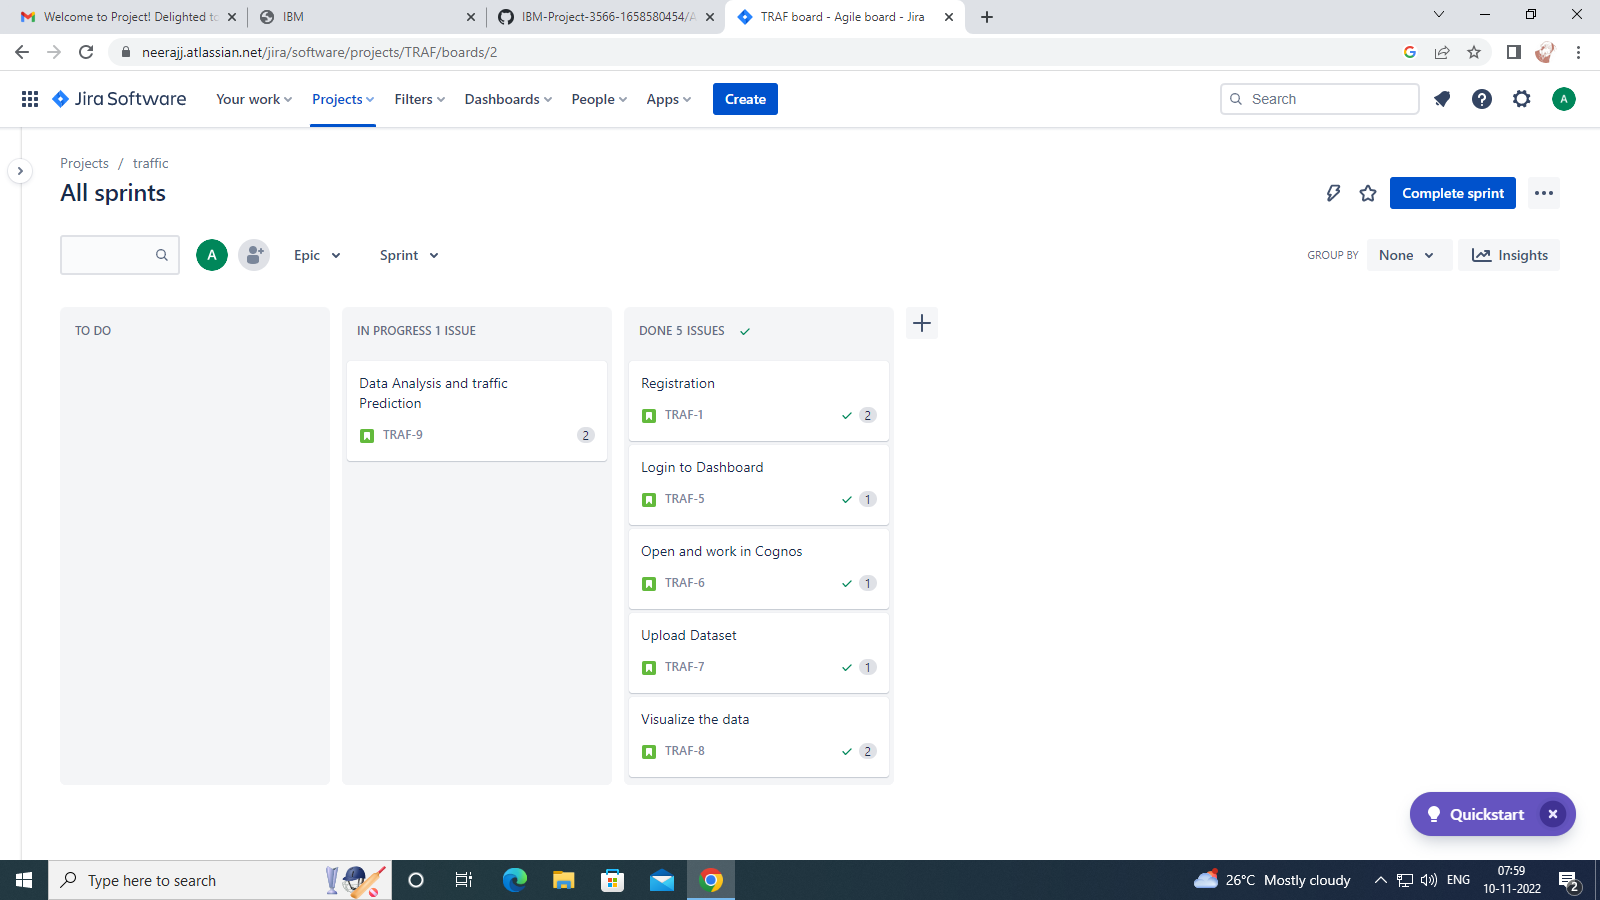 Welcome to Project! Delighted to
IBM
IBM-Project-3566-1658580454/A
TRAF board - Agile board - Jira
neerajj.atlassian.net/jira/software/projects/TRAF/boards/2
Jira Software
Your work
Projects
Filters
Dashboards
People
Apps
Create
Search
A
Projects / traffic
All sprints
Complete sprint
A
Epic
Sprint
GROUP BY
None
Insights
TO DO
IN PROGRESS 1 ISSUE
Data Analysis and traffic
Prediction
TRAF-9
2
DONE 5 ISSUES
Registration
TRAF-1
2
Login to Dashboard
TRAF-5
1
Open and work in Cognos
TRAF-6
1
Upload Dataset
TRAF-7
1
Visualize the data
TRAF-8
2
Quickstart
Type here to search
26°C Mostly cloudy
ENG
07:59
10-11-2022
2